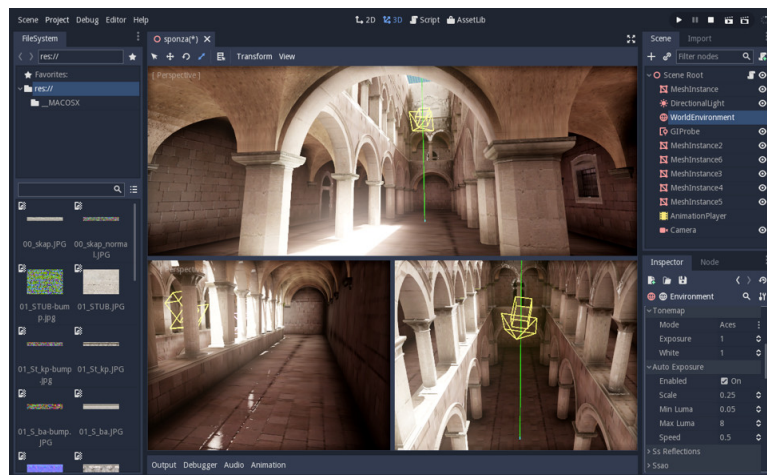 Scene Project Debug Editor Help
2D 3D Script AssetLib
FileSystem
res://
Favorites:
res://
__MACOSX
00_skap.JPG
00_skap_norma
l.JPG
01_STUB-bum
p.jpg
01_STUB.JPG
01_St_kp-bump
.jpg
01_St_kp.JPG
01_S_ba-bump.
JPG
01_S_ba.JPG
sponza(*)
Transform View
[ Perspective ]
Output Debugger Audio Animation
Scene Import
Filter nodes
Scene Root
MeshInstance
DirectionalLight
WorldEnvironment
GIProbe
MeshInstance2
MeshInstance6
MeshInstance3
MeshInstance4
MeshInstance5
AnimationPlayer
Camera
Inspector Node
Environment
Tonemap
Mode Aces
Exposure 1
White 1
Auto Exposure
Enabled On
Scale 0.25
Min Luma 0.05
Max Luma 8
Speed 0.5
Ss Reflections
Ssao